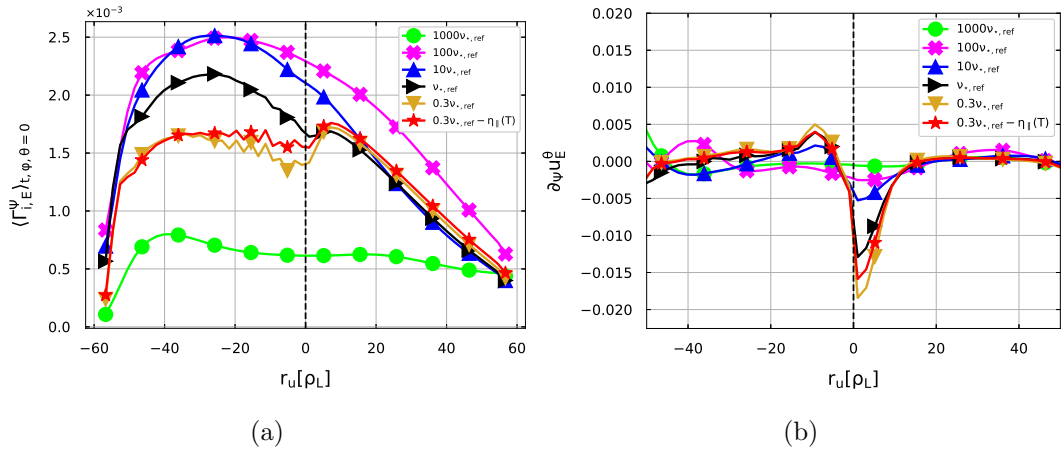 ×10⁻³
2.5
2.0
1.5
1.0
0.5
0.0
−60 −40 −20 0 20 40 60
r_u[ρ_L]
⟨Γ^Ψ_{i,E}⟩_{t,φ,θ=0}
1000ν_{*,ref}
100ν_{*,ref}
10ν_{*,ref}
ν_{*,ref}
0.3ν_{*,ref}
0.3ν_{*,ref} − η_∥(T)
(a)
0.020
0.015
0.010
0.005
0.000
−0.005
−0.010
−0.015
−0.020
−40 −20 0 20 40
r_u[ρ_L]
∂_Ψu^θ_E
1000ν_{*,ref}
100ν_{*,ref}
10ν_{*,ref}
ν_{*,ref}
0.3ν_{*,ref}
0.3ν_{*,ref} − η_∥(T)
(b)